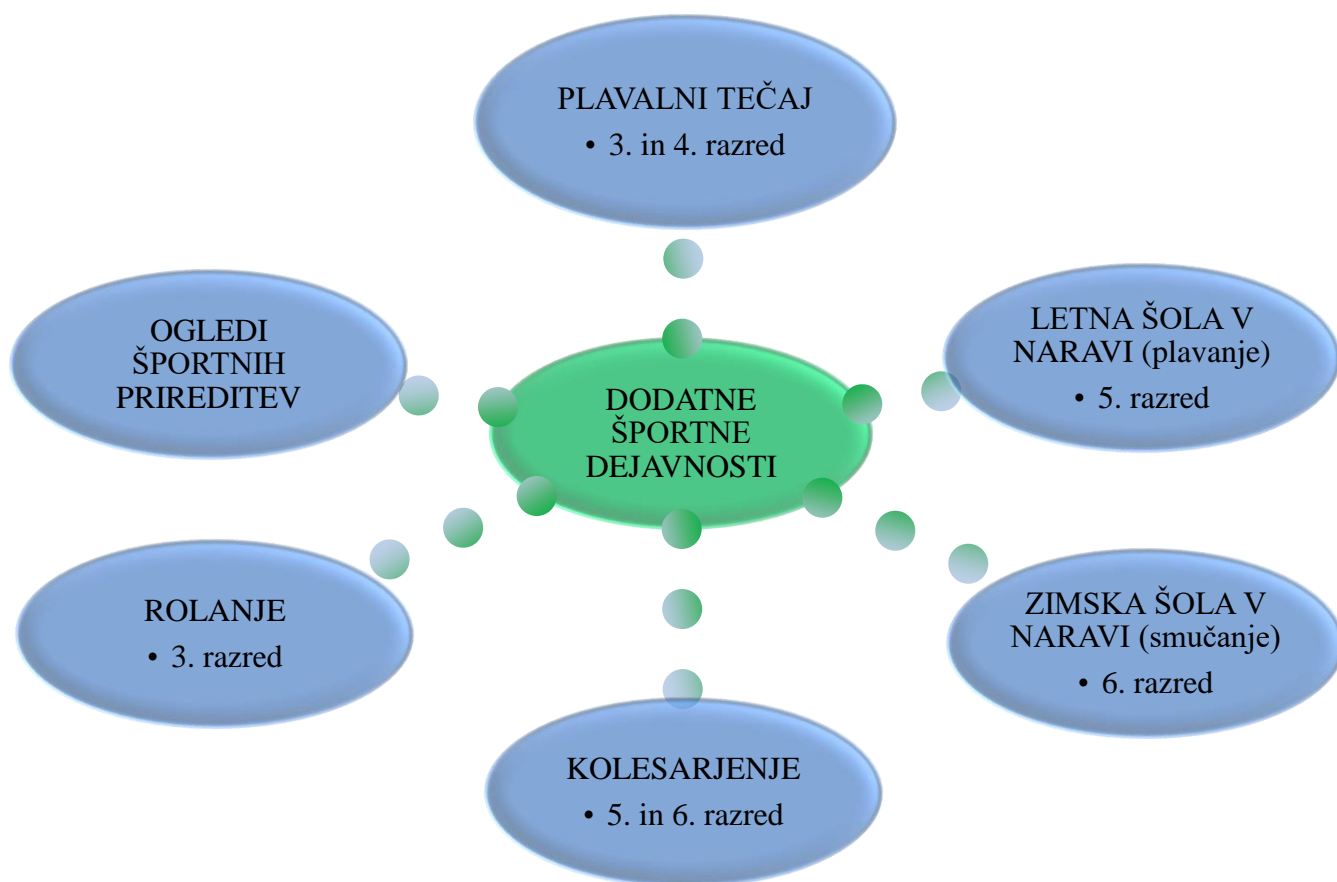 PLAVALNI TEČAJ
• 3. in 4. razred
OGLEDI
ŠPORTNIH
PRIREDITEV
LETNA ŠOLA V
NARAVI (plavanje)
• 5. razred
DODATNE
ŠPORTNE
DEJAVNOSTI
ROLANJE
• 3. razred
ZIMSKA ŠOLA V
NARAVI (smučanje)
• 6. razred
KOLESARJENJE
• 5. in 6. razred